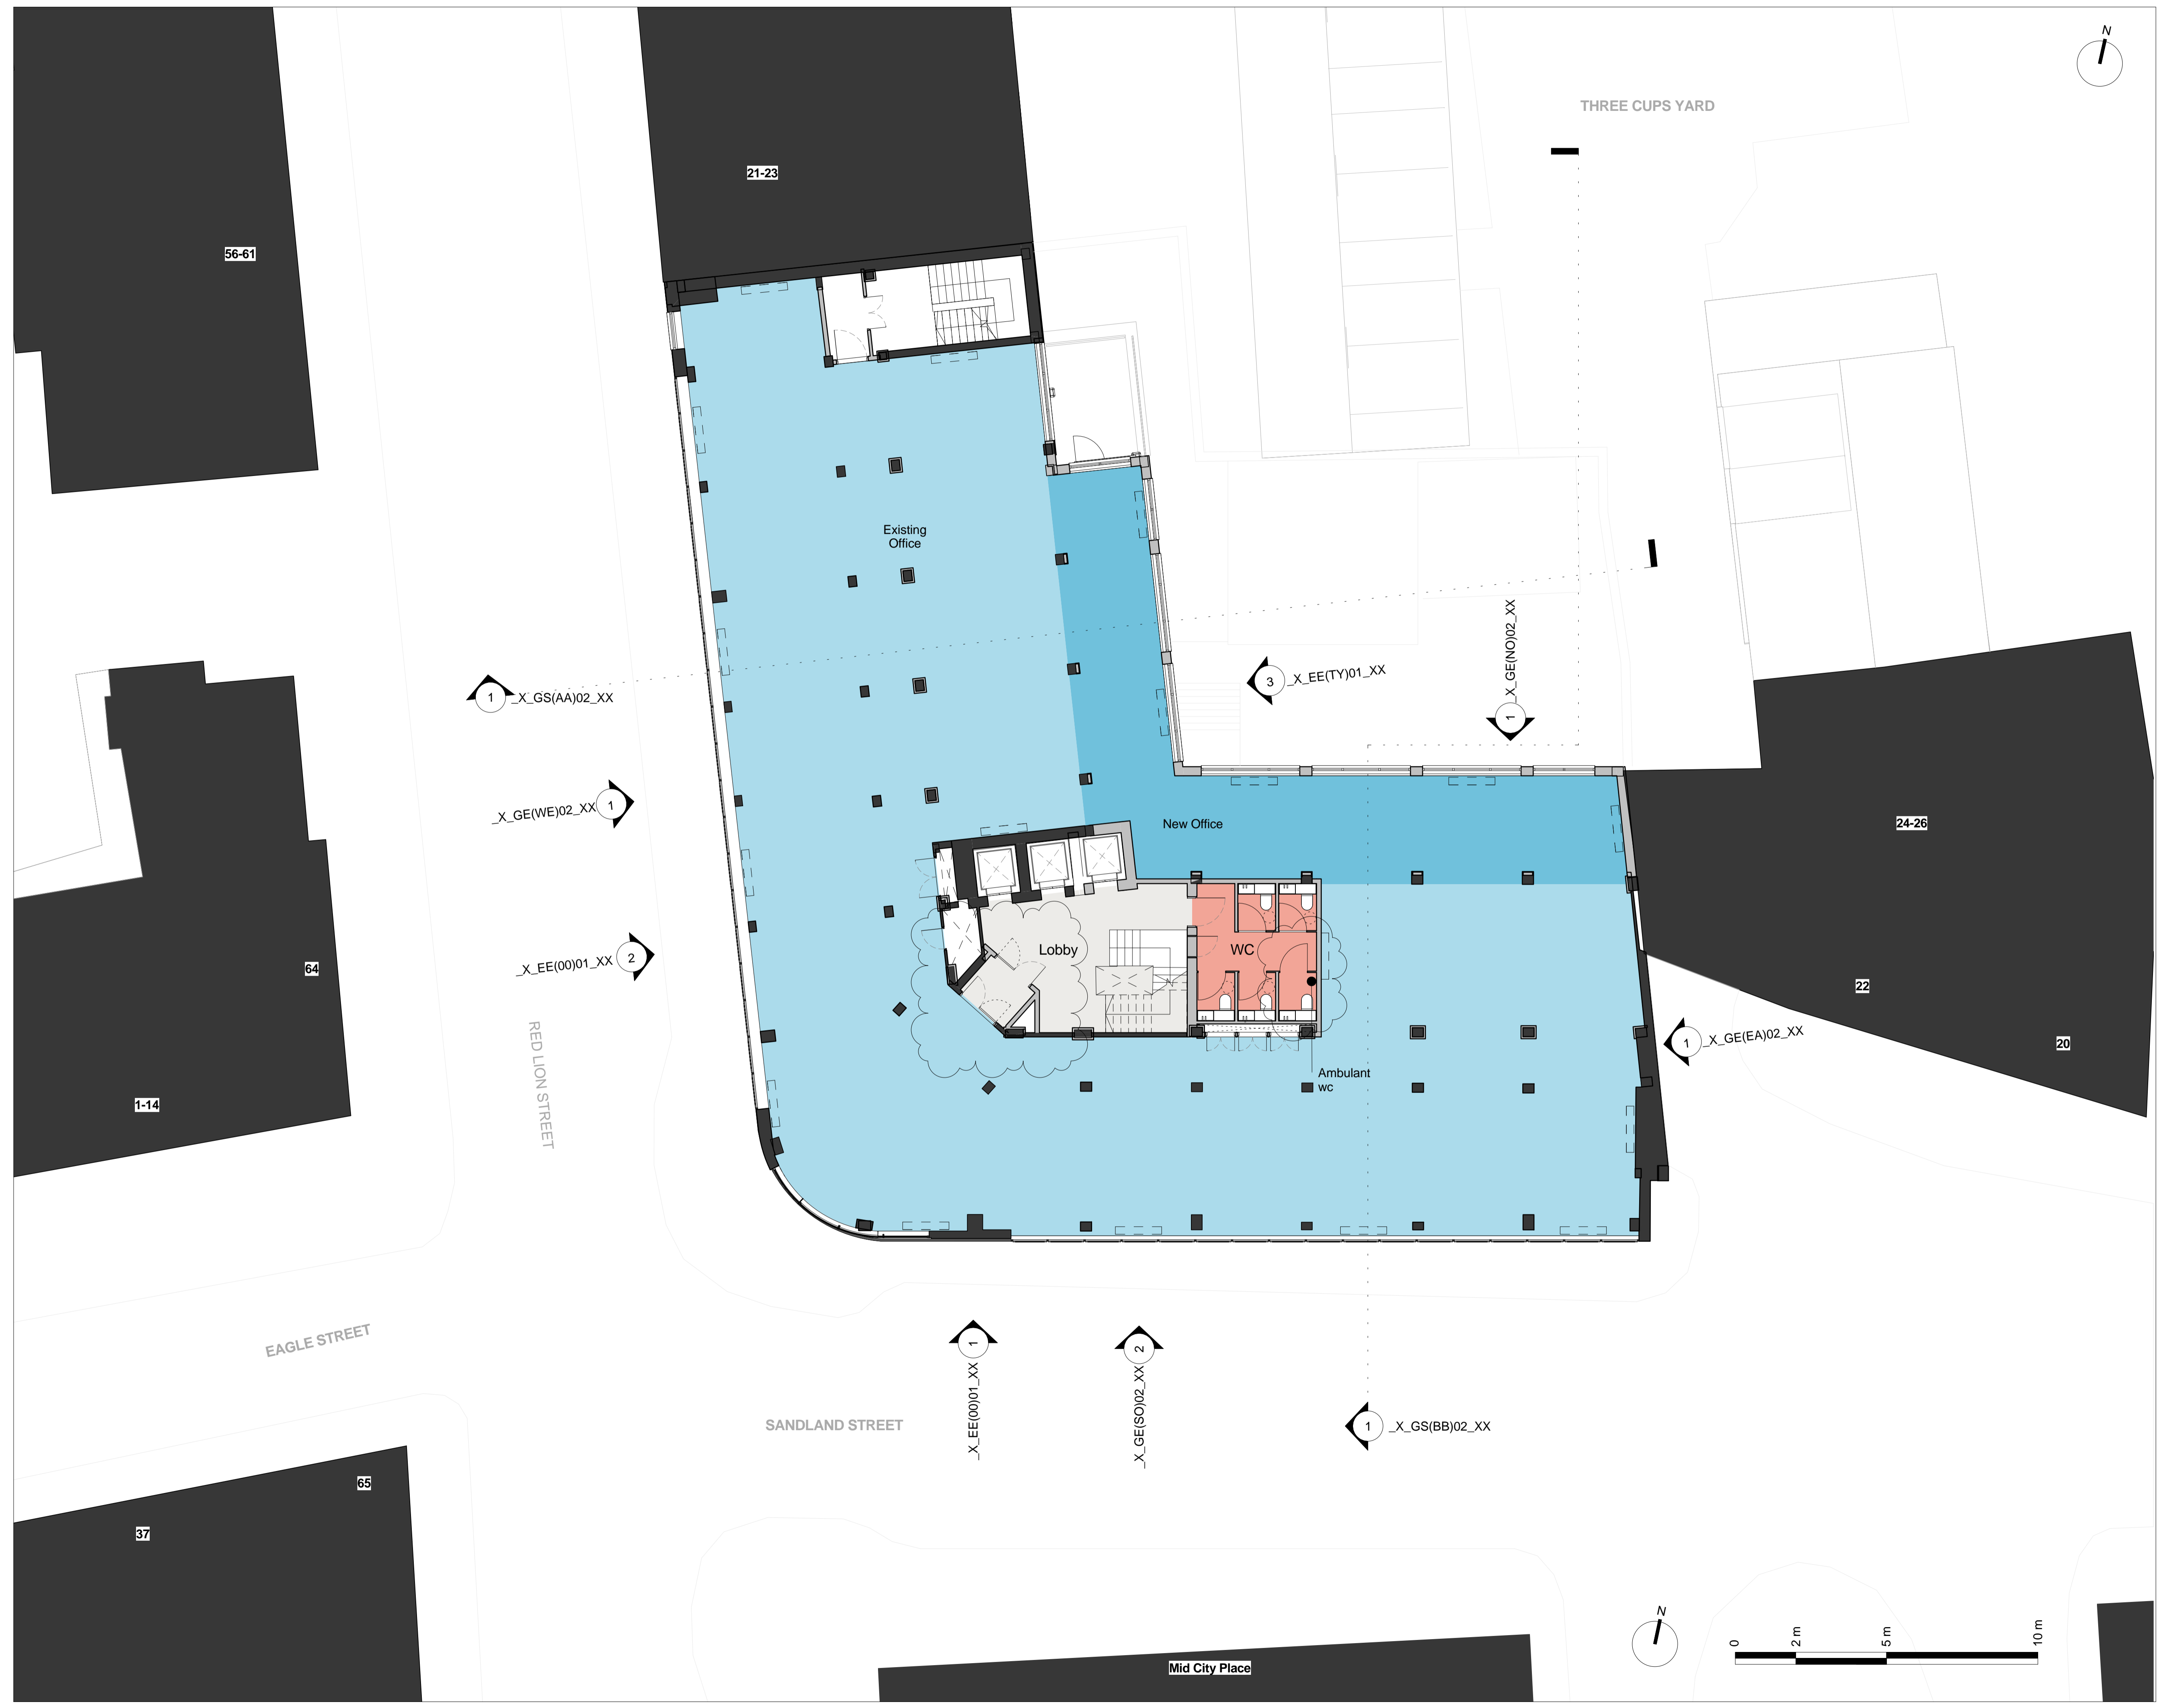 N
THREE CUPS YARD
21-23
56-61
Existing
Office
_X_GE(NO)02_XX
1
3
_X_EE(TY)01_XX
1
_X_GS(AA)02_XX
_X_GE(WE)02_XX
1
New Office
24-26
Lobby
WC
_X_EE(00)01_XX
2
64
22
1
_X_GE(EA)02_XX
20
RED LION STREET
Ambulant
wc
1-14
EAGLE STREET
1
_X_EE(00)01_XX
2
_X_GE(SO)02_XX
SANDLAND STREET
1
_X_GS(BB)02_XX
65
37
N
0
2 m
5 m
10 m
Mid City Place